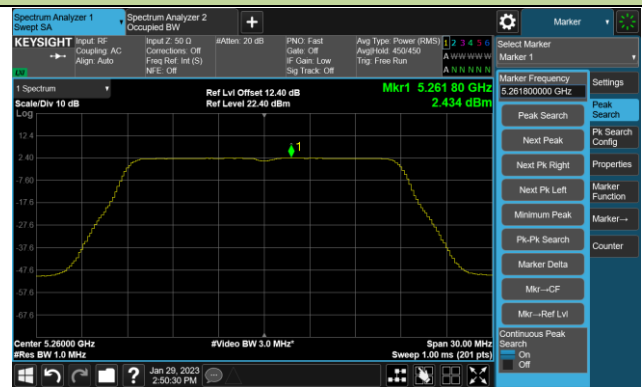 Spectrum Analyzer 1
Swept SA
Spectrum Analyzer 2
Occupied BW
+
Marker
KEYSIGHT
Input: RF
Coupling: AC
Align: Auto
Input Z: 50 Ω
Corrections: Off
Freq Ref: Int (S)
NFE: Off
#Atten: 20 dB
PNO: Fast
Gate: Off
IF Gain: Low
Sig Track: Off
Avg Type: Power (RMS)
Avg|Hold: 450/450
Trig: Free Run
1 2 3 4 5 6
A W W W W W
A N N N N N
LU
Select Marker
Marker 1
1 Spectrum
Scale/Div 10 dB
Log
Ref Lvl Offset 12.40 dB
Ref Level 22.40 dBm
Mkr1 5.261 80 GHz
2.434 dBm
12.4
2.40
-7.60
-17.6
-27.6
-37.6
-47.6
-57.6
-67.6
1
Center 5.26000 GHz
#Res BW 1.0 MHz
#Video BW 3.0 MHz*
Span 30.00 MHz
Sweep 1.00 ms (201 pts)
Marker Frequency
5.261800000 GHz
Peak Search
Next Peak
Next Pk Right
Next Pk Left
Minimum Peak
Pk-Pk Search
Marker Delta
Mkr→CF
Mkr→Ref Lvl
Continuous Peak
Search
On
Off
Settings
Peak
Search
Pk Search
Config
Properties
Marker
Function
Marker→
Counter
?
Jan 29, 2023
2:50:30 PM